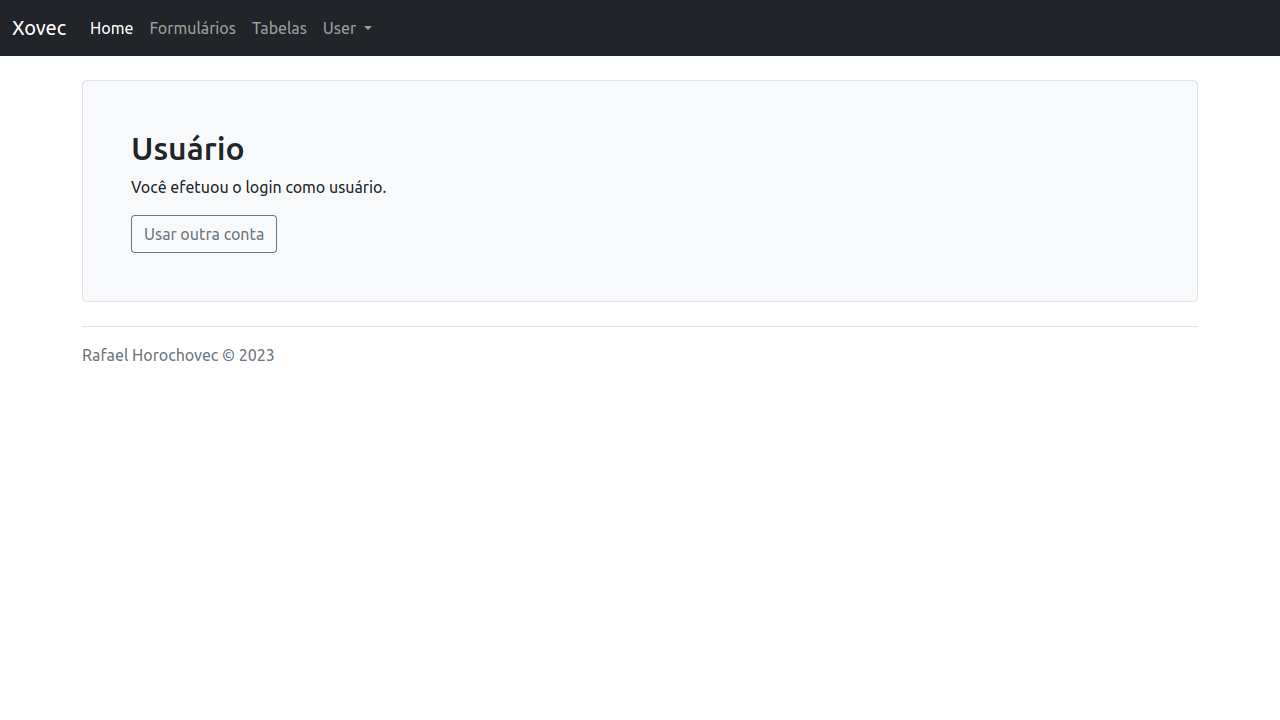 Xovec Home Formulários Tabelas User
Usuário
Você efetuou o login como usuário.
Usar outra conta
Rafael Horochovec © 2023